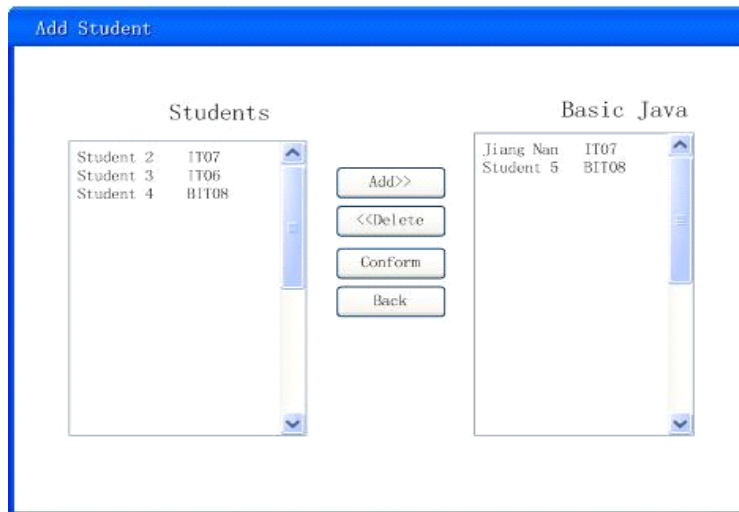 Add Student
Students
Basic Java
Student 2 IT07
Student 3 IT06
Student 4 BIT08
Add>>
<<Delete
Conform
Back
Jiang Nan IT07
Student 5 BIT08